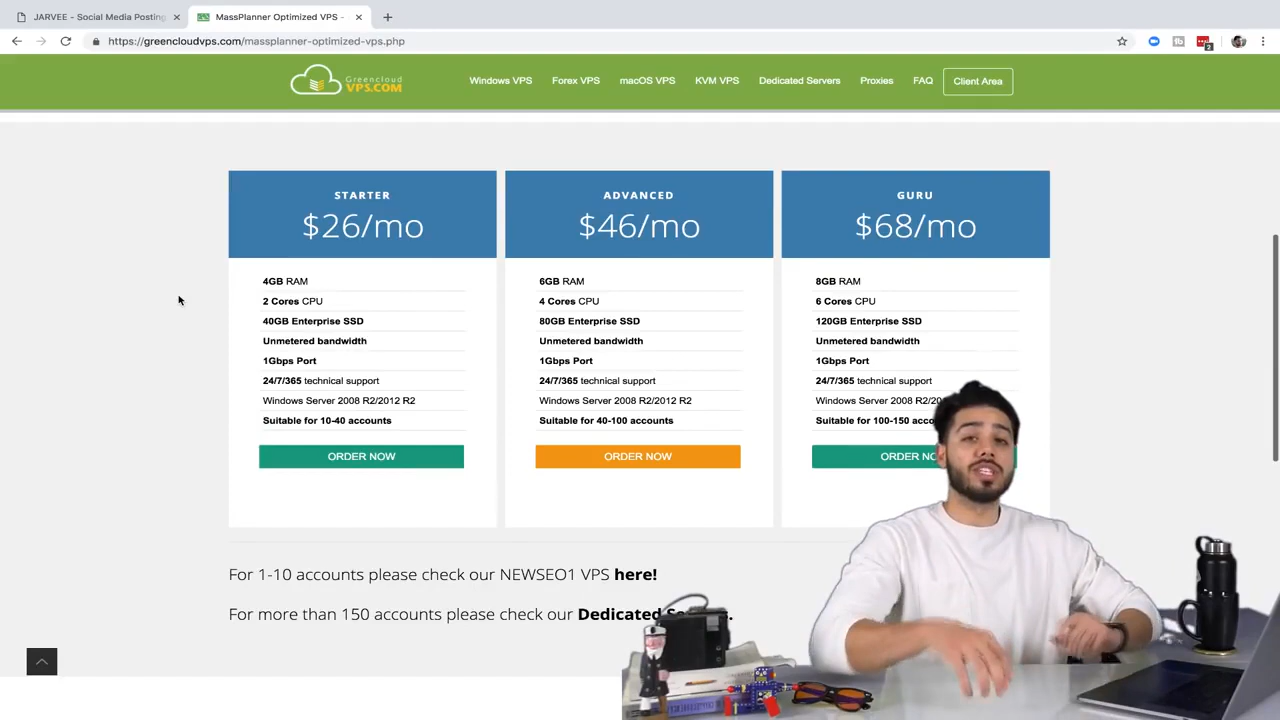 JARVEE - Social Media Posting
MassPlanner Optimized VPS -
https://greencloudvps.com/massplanner-optimized-vps.php
2
Greencloud
VPS.COM
Windows VPS
Forex VPS
macOS VPS
KVM VPS
Dedicated Servers
Proxies
FAQ
Client Area
STARTER
$26/mo
4GB RAM
2 Cores CPU
40GB Enterprise SSD
Unmetered bandwidth
1Gbps Port
24/7/365 technical support
Windows Server 2008 R2/2012 R2
Suitable for 10-40 accounts
ORDER NOW
ADVANCED
$46/mo
6GB RAM
4 Cores CPU
80GB Enterprise SSD
Unmetered bandwidth
1Gbps Port
24/7/365 technical support
Windows Server 2008 R2/2012 R2
Suitable for 40-100 accounts
ORDER NOW
GURU
$68/mo
8GB RAM
6 Cores CPU
120GB Enterprise SSD
Unmetered bandwidth
1Gbps Port
24/7/365 technical support
Windows Server 2008 R2/20
Suitable for 100-150 acco
ORDER NO
For 1-10 accounts please check our NEWSEO1 VPS here!
For more than 150 accounts please check our Dedicated